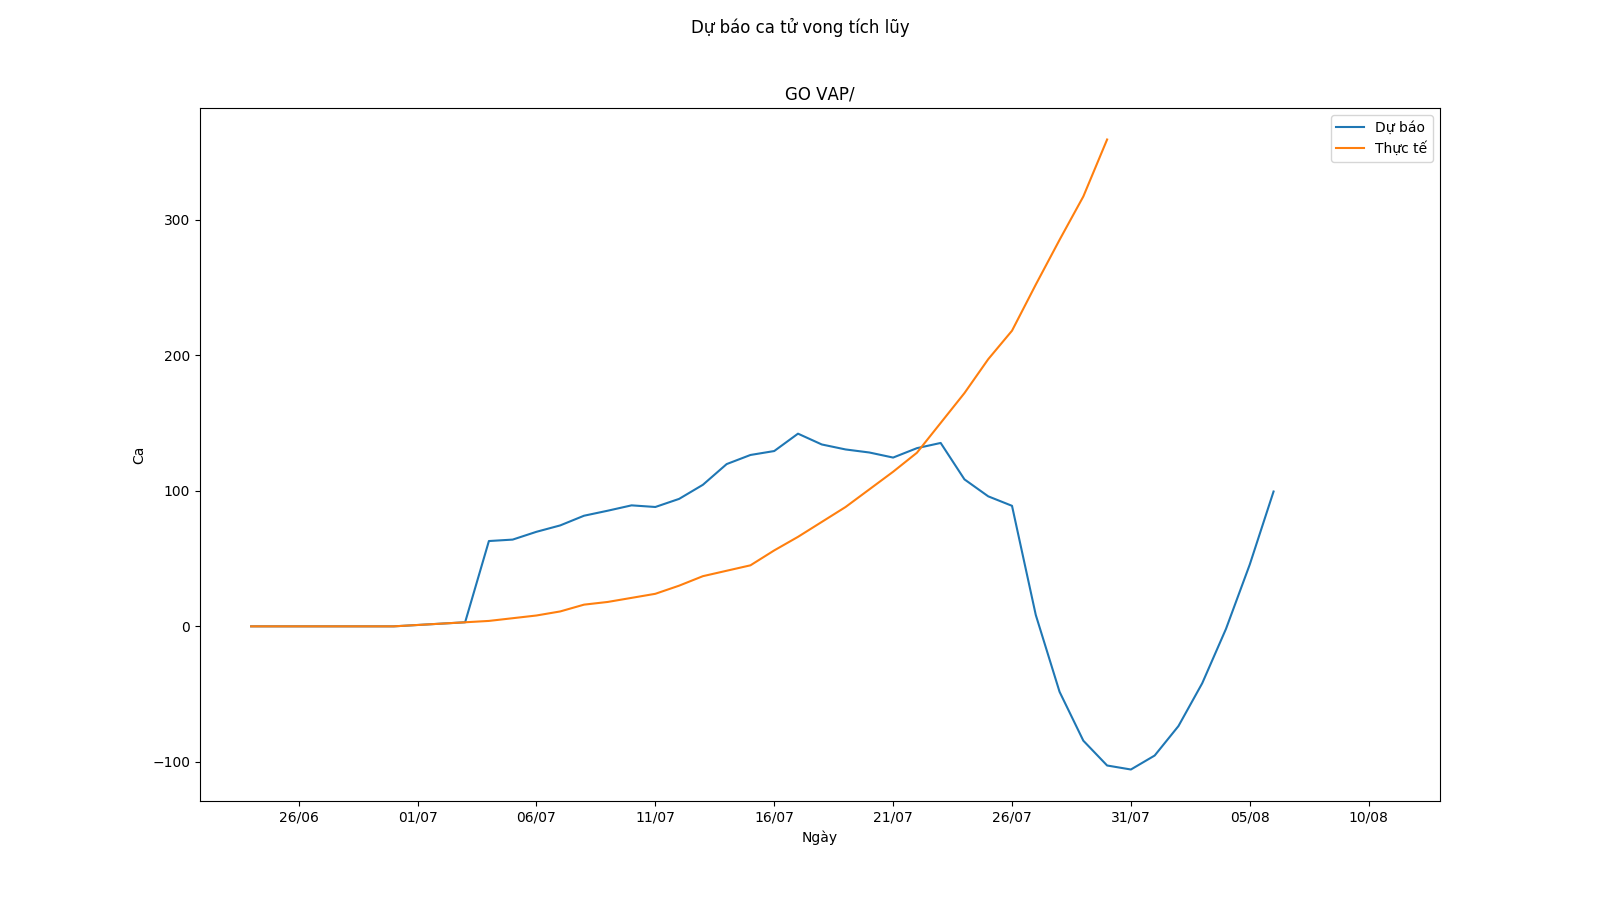 Dự báo ca tử vong tích lũy
GO VAP/
Dự báo
Thực tế
300
200
100
0
−100
Ca
26/06
01/07
06/07
11/07
16/07
21/07
26/07
31/07
05/08
10/08
Ngày